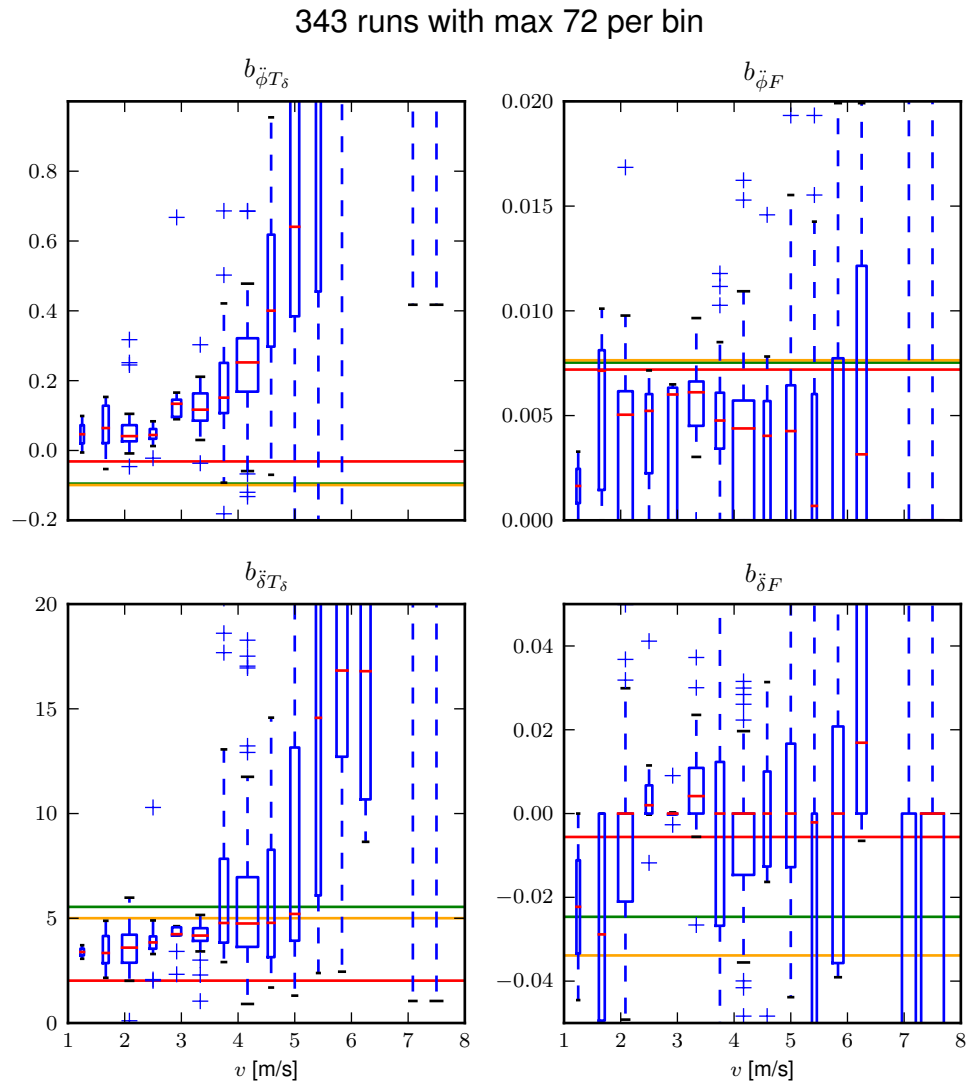 343 runs with max 72 per bin
b_{\ddot{\phi}T_\delta}
b_{\ddot{\phi}F}
0.8
0.6
0.4
0.2
0.0
−0.2
0.020
0.015
0.010
0.005
0.000
b_{\ddot{\delta}T_\delta}
b_{\ddot{\delta}F}
20
15
10
5
0
0.04
0.02
0.00
−0.02
−0.04
1 2 3 4 5 6 7 8
1 2 3 4 5 6 7 8
v [m/s]
v [m/s]